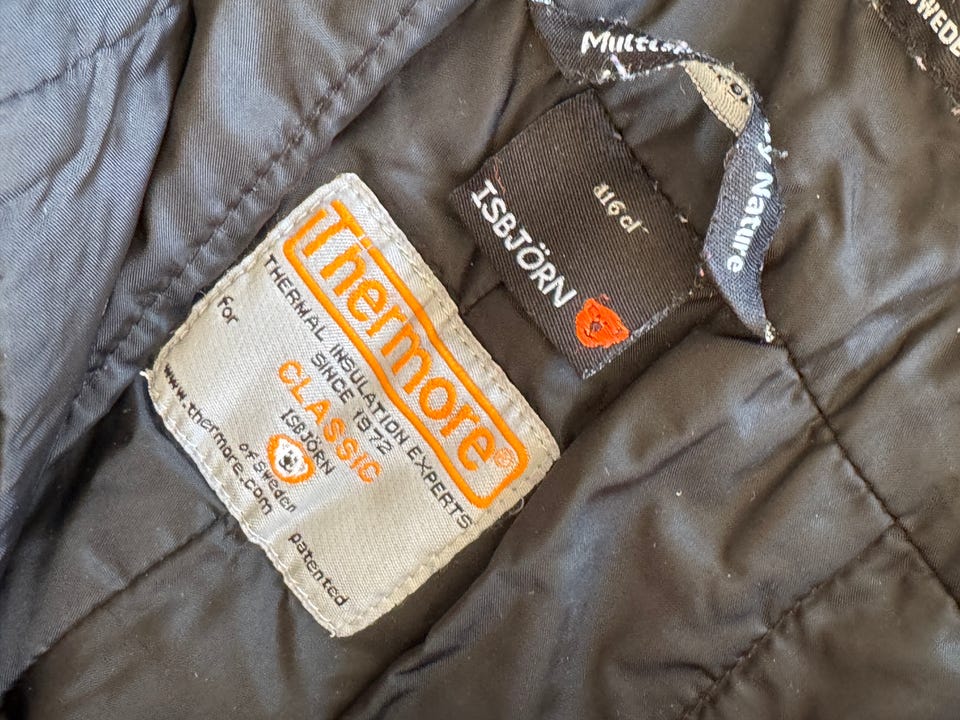 Thermore®
THERMAL INSULATION EXPERTS
SINCE 1972
CLASSIC
for
ISBJÖRN
of Sweden
www.thermore.com
patented
ISBJÖRN
Nature